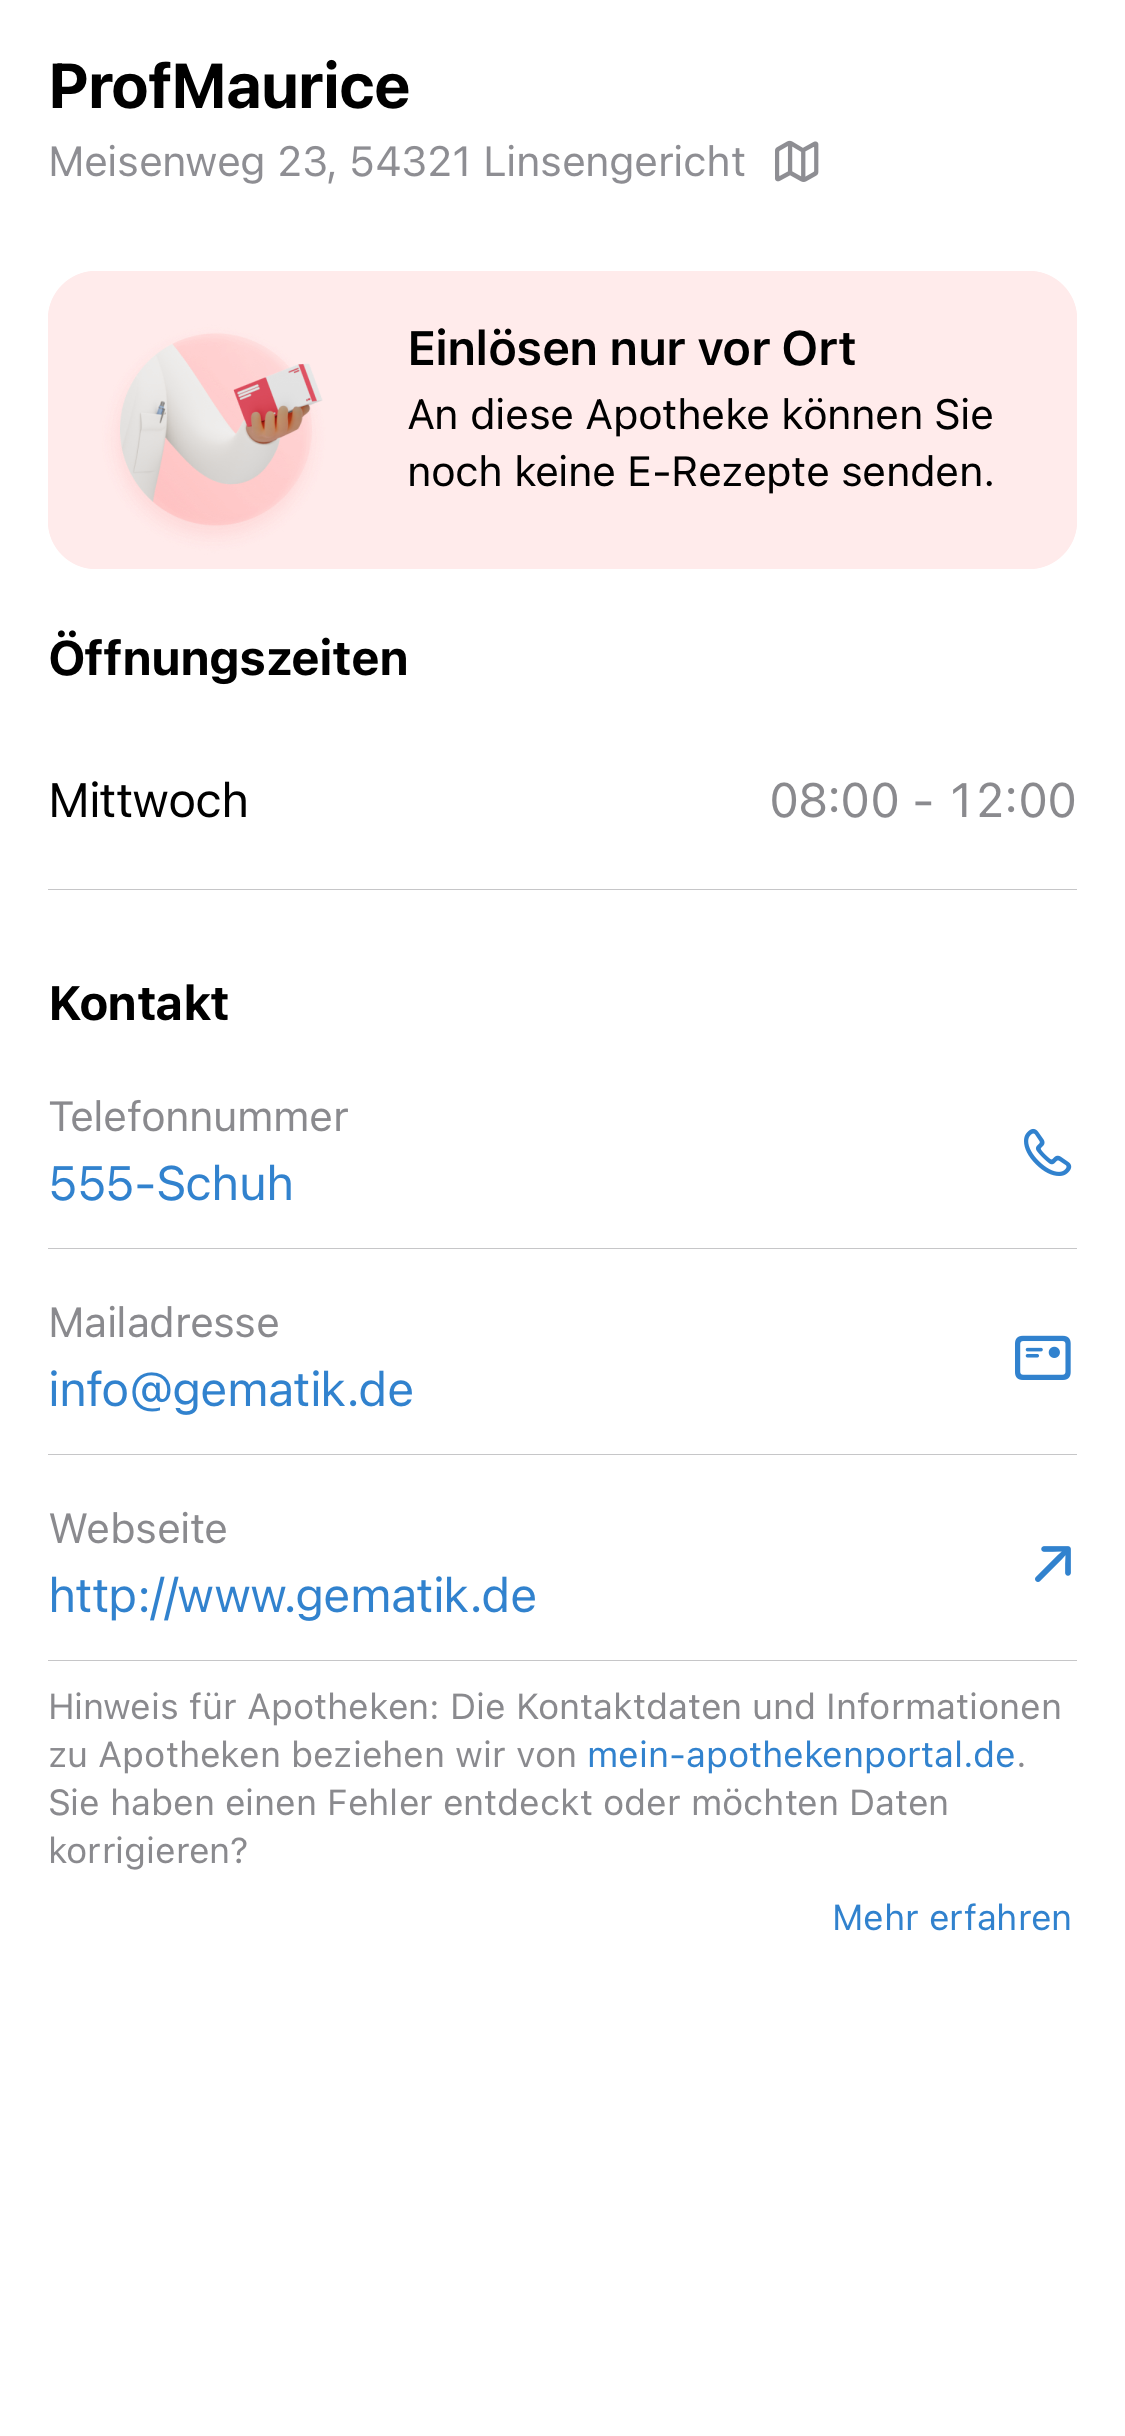 ProfMaurice
Meisenweg 23, 54321 Linsengericht
Einlösen nur vor Ort
An diese Apotheke können Sie
noch keine E-Rezepte senden.
Öffnungszeiten
Mittwoch 08:00 - 12:00
Kontakt
Telefonnummer
555-Schuh
Mailadresse
info@gematik.de
Webseite
http://www.gematik.de
Hinweis für Apotheken: Die Kontaktdaten und Informationen
zu Apotheken beziehen wir von mein-apothekenportal.de.
Sie haben einen Fehler entdeckt oder möchten Daten
korrigieren?
Mehr erfahren